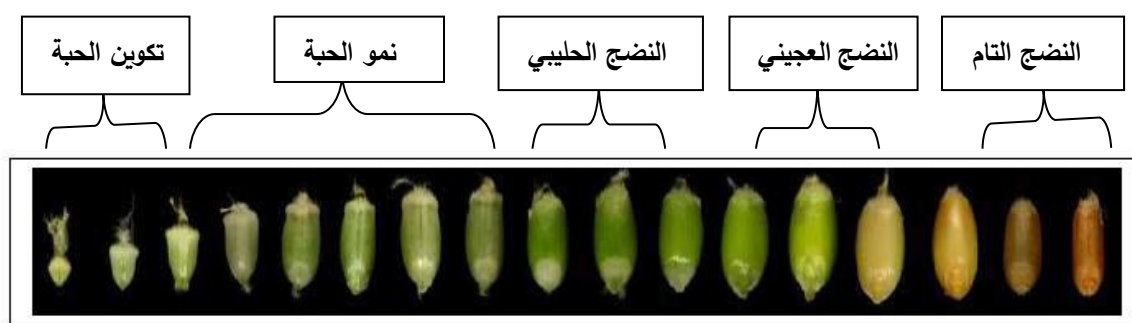 تكوين الحبة
نمو الحبة
النضج الحليبي
النضج العجيني
النضج التام